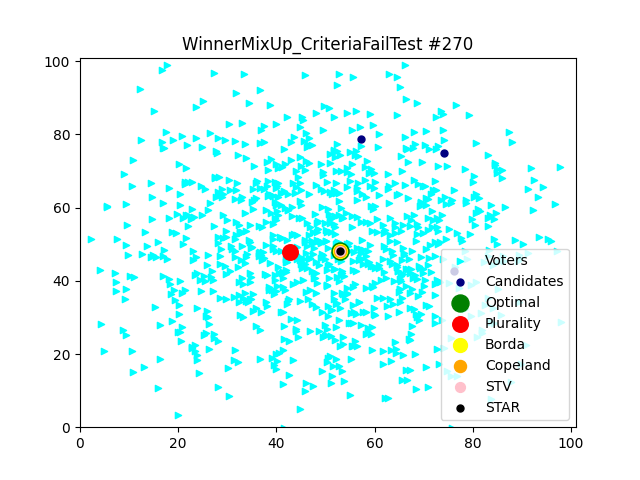 WinnerMixUp_CriteriaFailTest #270
100
80
60
40
20
0
0 20 40 60 80 100
Voters
Candidates
Optimal
Plurality
Borda
Copeland
STV
STAR